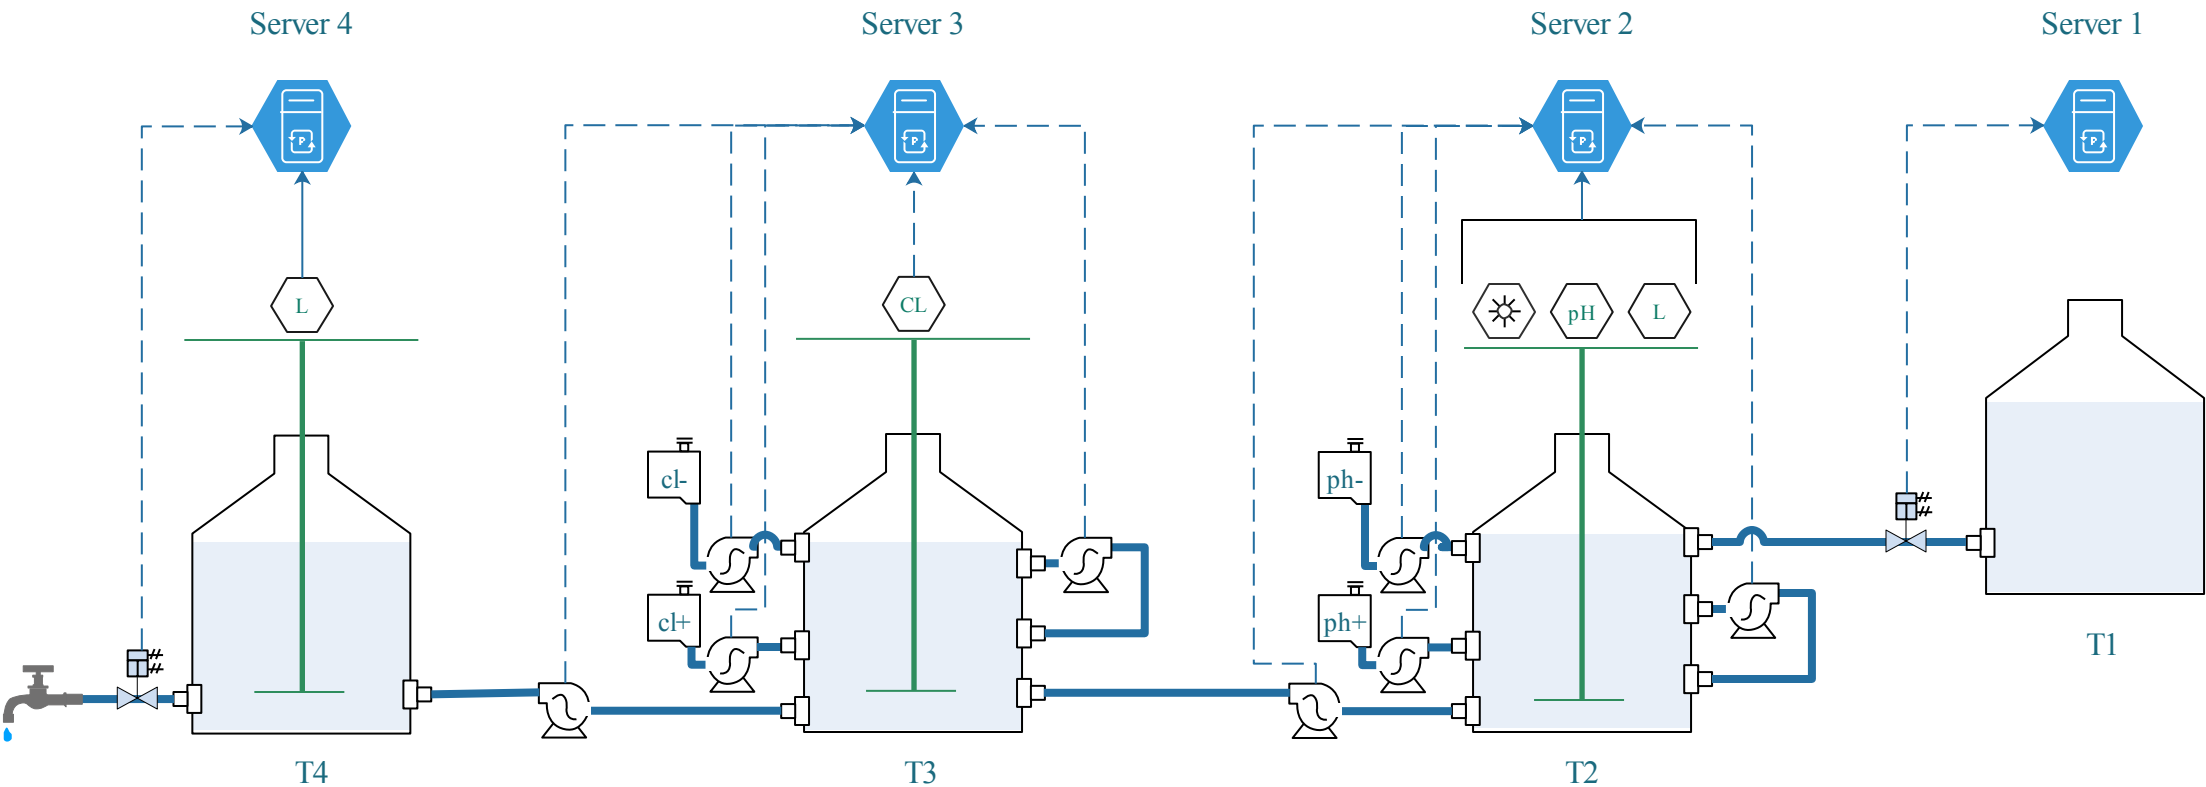 Server 4
Server 3
Server 2
Server 1
P
P
P
P
L
CL
pH
L
cl-
ph-
cl+
ph+
T1
T4
T3
T2